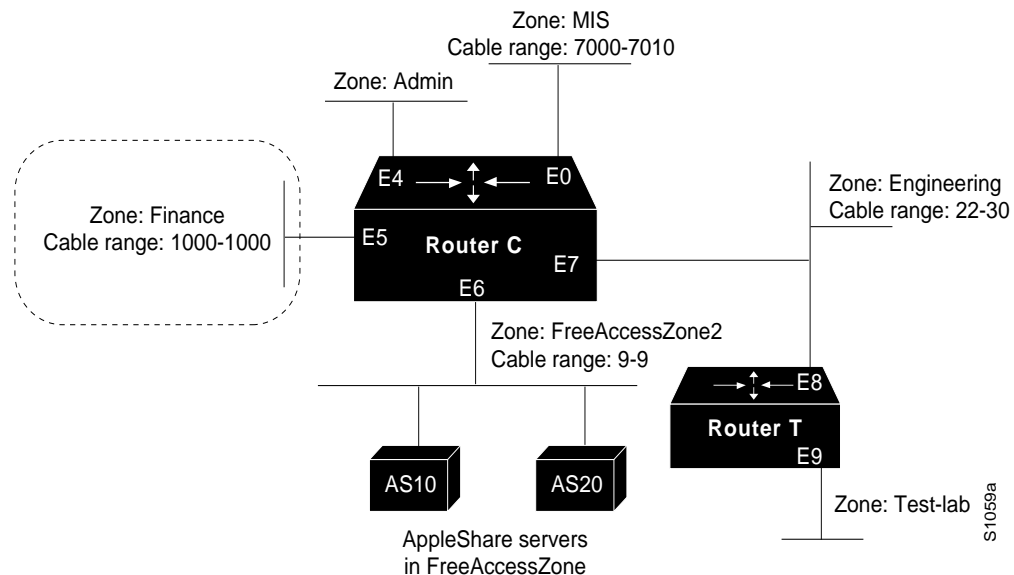 Zone: MIS
Cable range: 7000-7010
Zone: Admin
E4
E0
Zone: Engineering
Cable range: 22-30
Zone: Finance
Cable range: 1000-1000
E5
Router C
E7
E6
Zone: FreeAccessZone2
Cable range: 9-9
E8
Router T
E9
AS10
AS20
Zone: Test-lab
S1059a
AppleShare servers
in FreeAccessZone